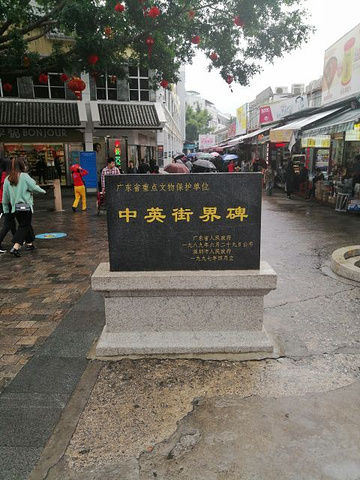 BONJOUR
广东省重点文物保护单位
中英街界碑
广东省人民政府
一九八九年六月二十九日公布
深圳市人民政府
一九九七年四月立